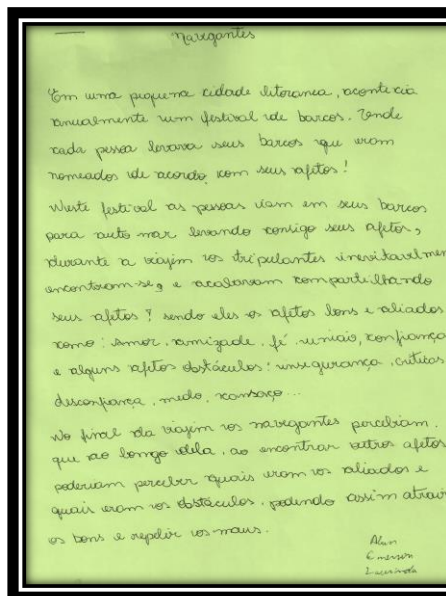 Navegantes
Em uma pequena cidade litoranea, acontecia
anualmente um festival de barcos. Onde
cada pessoa levava seus barcos que eram
nomeados de acordo com seus afetos!
Neste festival as pessoas iam em seus barcos
para auto mar levando consigo seus afetos,
durante a viajem os tripulantes inevitavelmen
encontram-se, e acabavam compartilhando
seus afetos! sendo eles os afetos bons e aliados
como: amor, amizade, fé, união, confiança
e alguns afetos obstáculos: insegurança, criticas
desconfiança, medo, cansaço...
No final da viajem os navegantes percebiam,
que ao longo dela, ao encontrar outros afetos
poderiam perceber quais eram os aliados e
quais eram os obstáculos, podendo assim atrair
os bons e repelir os maus.
Alan
Emerson